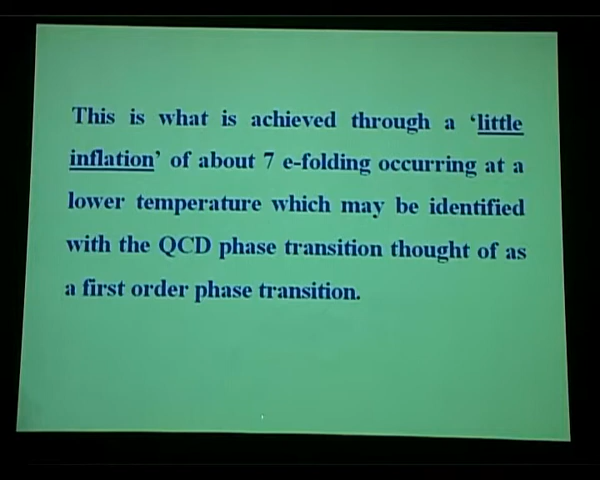 This is what is achieved through a ‘little
inflation’ of about 7 e-folding occurring at a
lower temperature which may be identified
with the QCD phase transition thought of as
a first order phase transition.